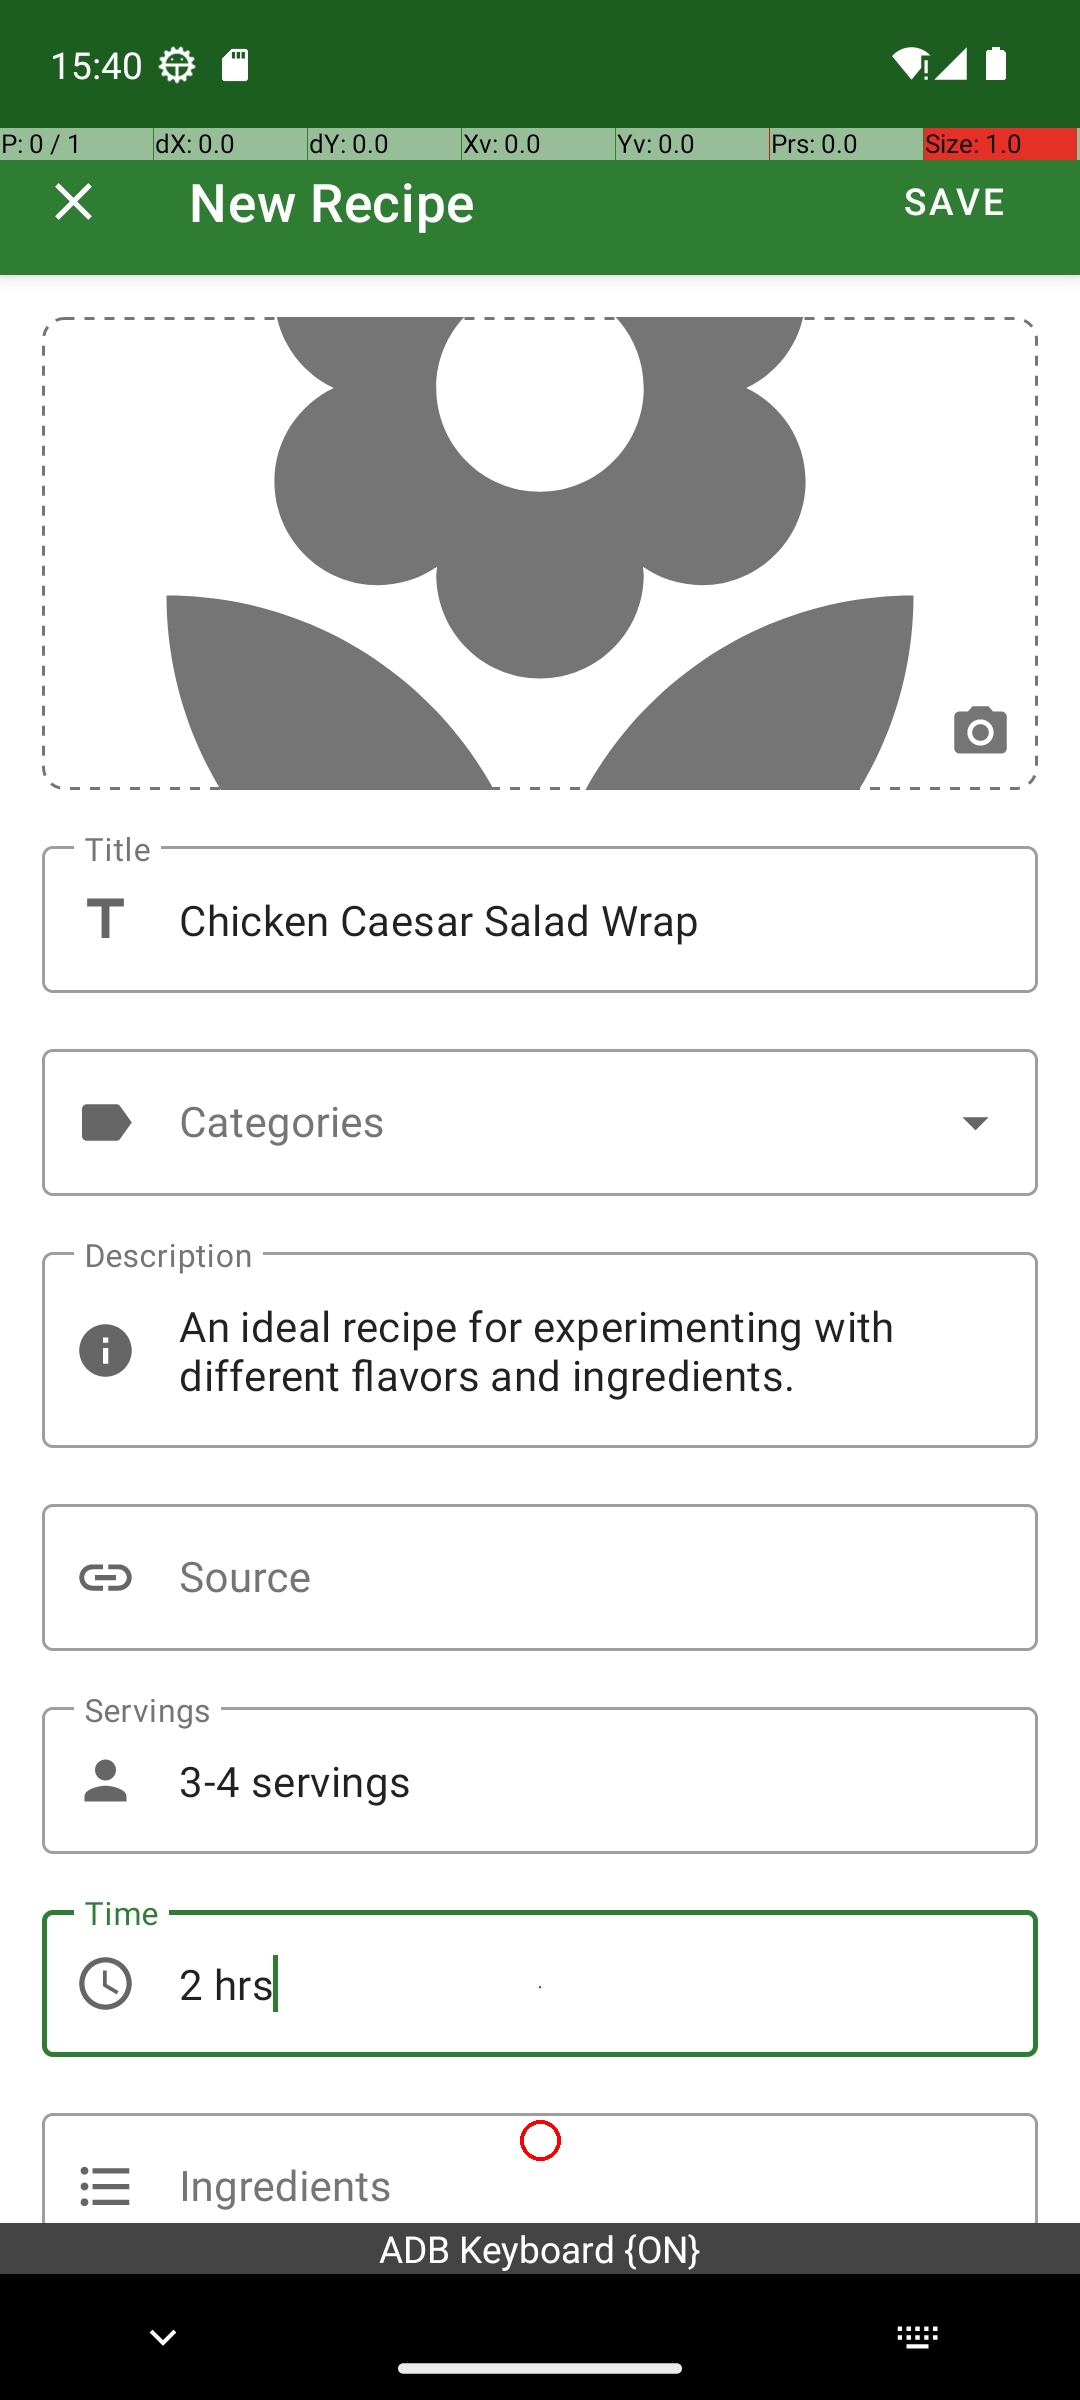 15:40
P: 0 / 1 dX: 0.0 dY: 0.0 Xv: 0.0 Yv: 0.0 Prs: 0.0 Size: 1.0
New Recipe SAVE
Title
Chicken Caesar Salad Wrap
Categories
Description
An ideal recipe for experimenting with
different flavors and ingredients.
Source
Servings
3-4 servings
Time
2 hrs
Ingredients
ADB Keyboard {ON}